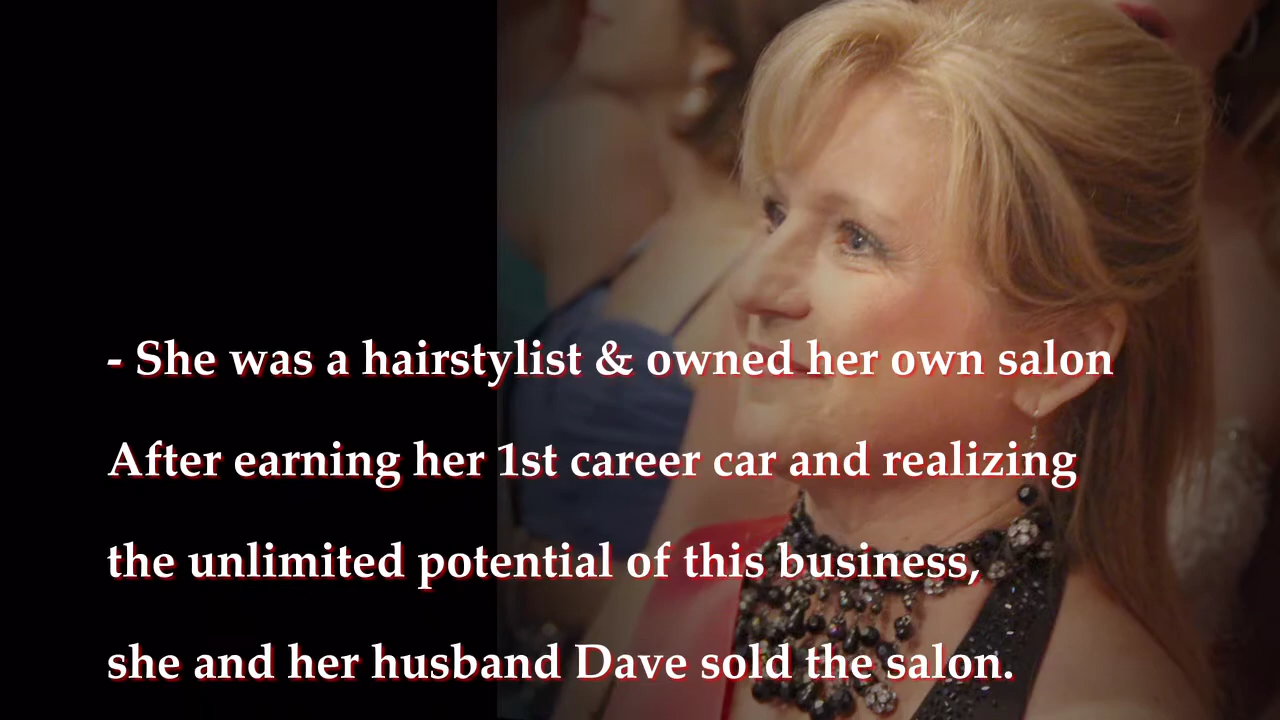 - She was a hairstylist & owned her own salon
After earning her 1st career car and realizing
the unlimited potential of this business,
she and her husband Dave sold the salon.